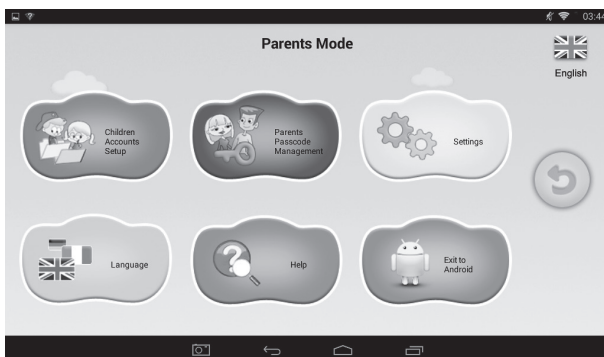 03:44
Parents Mode
English
Children
Accounts
Setup
Parents
Passcode
Management
Settings
Language
Help
Exit to
Android